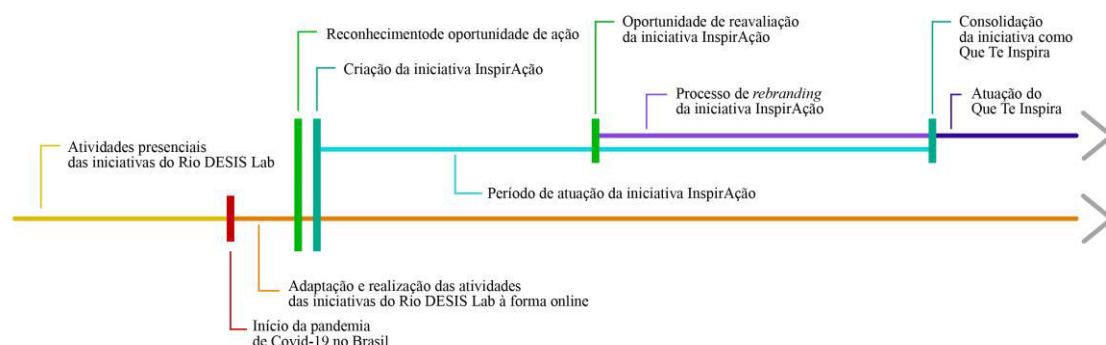 Reconhecimentode oportunidade de ação
Criação da iniciativa InspirAção
Oportunidade de reavaliação
da iniciativa InspirAção
Consolidação
da iniciativa como
Que Te Inspira
Processo de rebranding
da iniciativa InspirAção
Atuação do
Que Te Inspira
Atividades presenciais
das iniciativas do Rio DESIS Lab
Período de atuação da iniciativa InspirAção
Adaptação e realização das atividades
das iniciativas do Rio DESIS Lab à forma online
Início da pandemia
de Covid-19 no Brasil